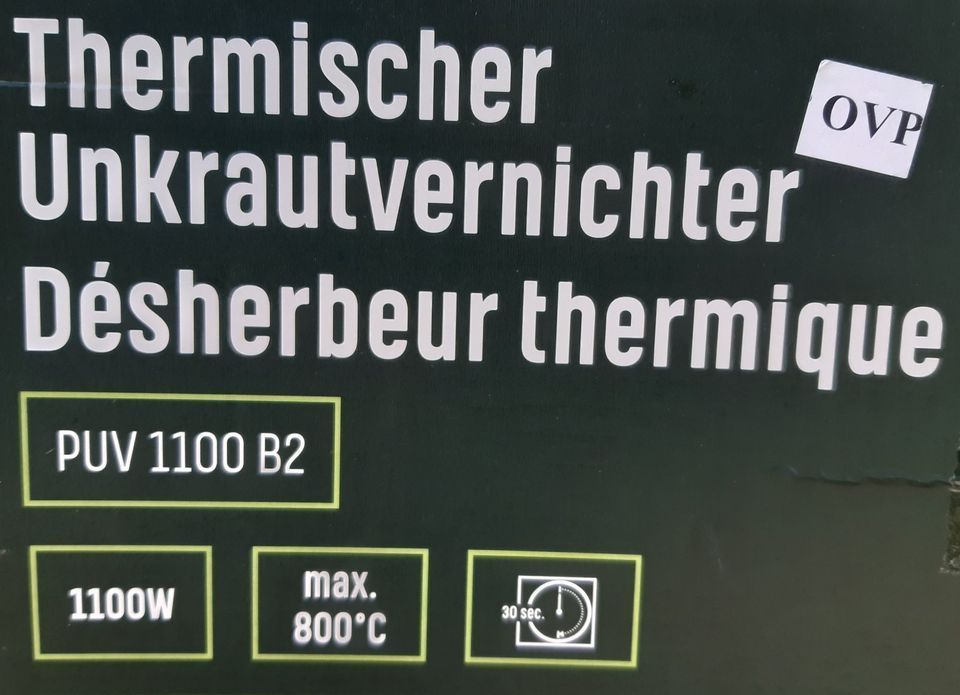 Thermischer
OVP
Unkrautvernichter
Désherbeur thermique
PUV 1100 B2
1100W
max.
800°C
30 sec.